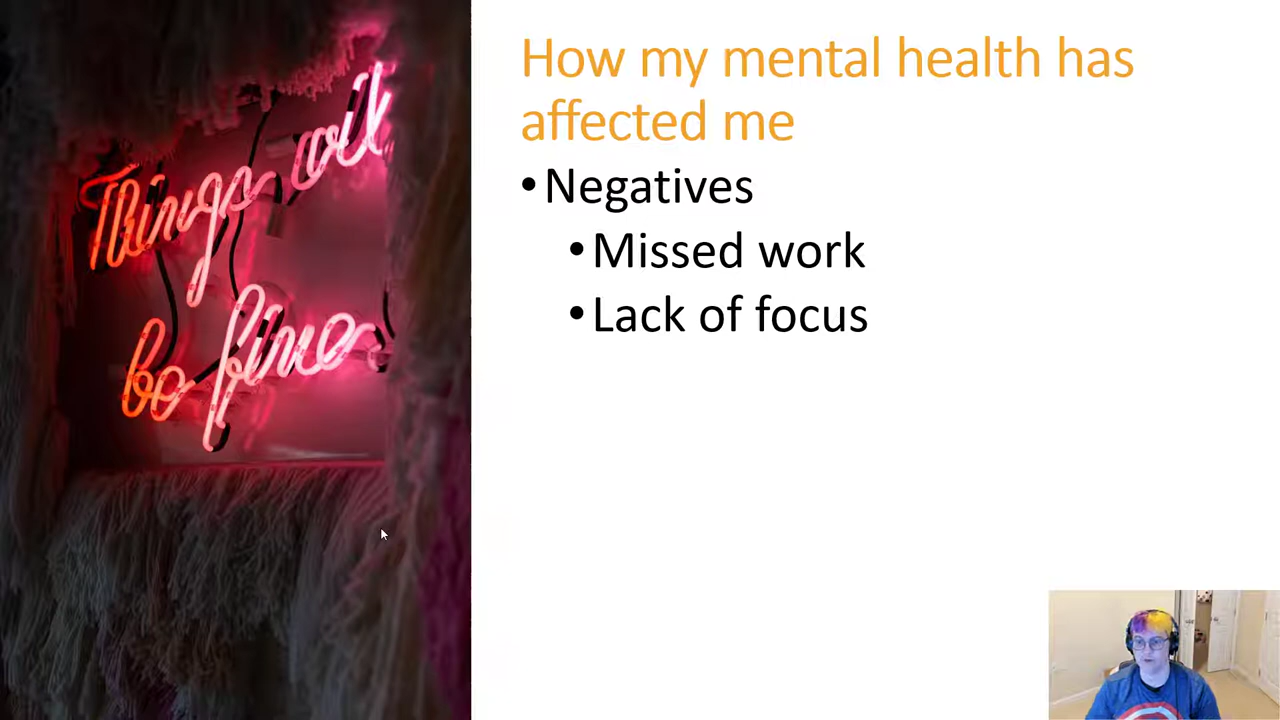 Things will
be fine
How my mental health has
affected me
•Negatives
•Missed work
•Lack of focus